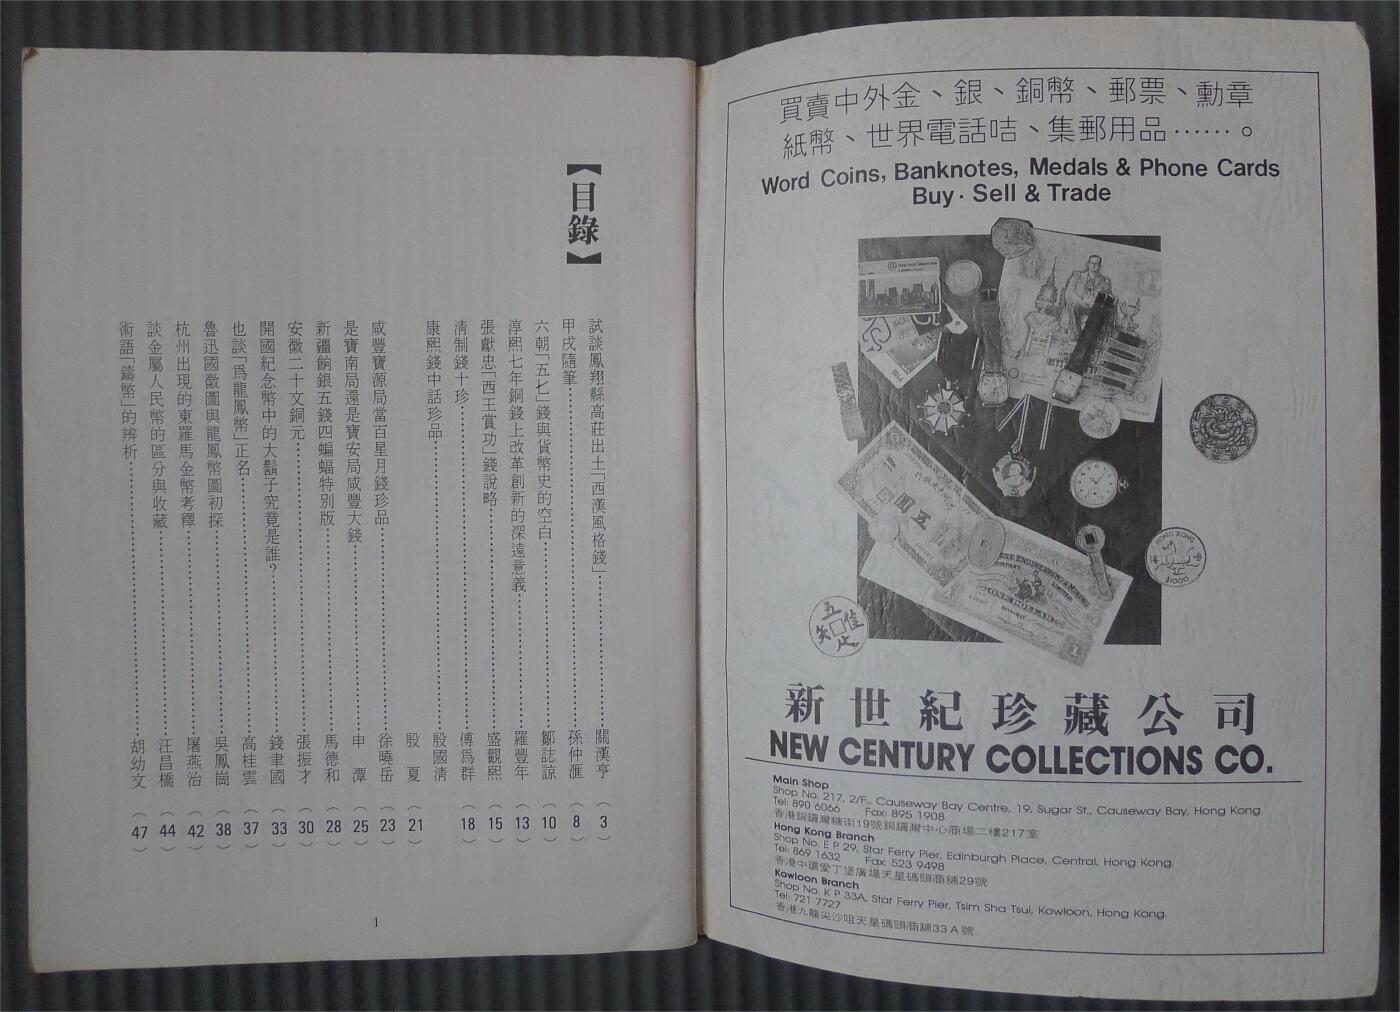 【目錄】
試談鳳翔縣高莊出土「西漢風格錢」…… 關漢亨 (3)
甲戌隨筆…… 孫仲滙 (8)
六朝「五七」錢與貨幣史的空白…… 鄒誌諒 (10)
淳熙七年銅錢上改革創新的深遠意義…… 羅豐年 (13)
張獻忠「西王賞功」錢說略…… 盛觀熙 (15)
清制錢十珍…… 傅爲群 (18)
康熙錢中話珍品…… 殷國清
殷 夏 (21)
咸豐寶源局當百星月錢珍品…… 徐曉岳 (23)
是寶南局還是寶安局咸豐大錢…… 申 潭 (25)
新疆餉銀五錢四蝙蝠特別版…… 馬德和 (28)
安徽二十文銅元…… 張振才 (30)
開國紀念幣中的大鬍子究竟是誰?…… 錢聿國 (33)
也談「爲龍鳳幣」正名…… 高桂雲 (37)
魯迅國徽圖與龍鳳幣圖初探…… 吳鳳崗 (38)
杭州出現的東羅馬金幣考釋…… 屠燕治 (42)
談金屬人民幣的區分與收藏…… 汪昌橋 (44)
術語「鑄幣」的辨析…… 胡幼文 (47)
1
買賣中外金、銀、銅幣、郵票、勳章
紙幣、世界電話咭、集郵用品……。
Word Coins, Banknotes, Medals & Phone Cards
Buy · Sell & Trade
HONG KONG
$1000
五
圓
新世紀珍藏公司
NEW CENTURY COLLECTIONS CO.
Main Shop
Shop No. 217, 2/F., Causeway Bay Centre, 19, Sugar St., Causeway Bay, Hong Kong.
Tel: 890 6066 Fax: 895 1908
香港銅鑼灣糖街19號銅鑼灣中心商場二樓217室
Hong Kong Branch
Shop No. E P 29, Star Ferry Pier, Edinburgh Place, Central, Hong Kong.
Tel: 869 1632 Fax: 523 9498
香港中環愛丁堡廣場天星碼頭商舖29號
Kowloon Branch
Shop No. K P 33A, Star Ferry Pier, Tsim Sha Tsui, Kowloon, Hong Kong.
Tel: 721 7727
香港九龍尖沙咀天星碼頭商舖33A號